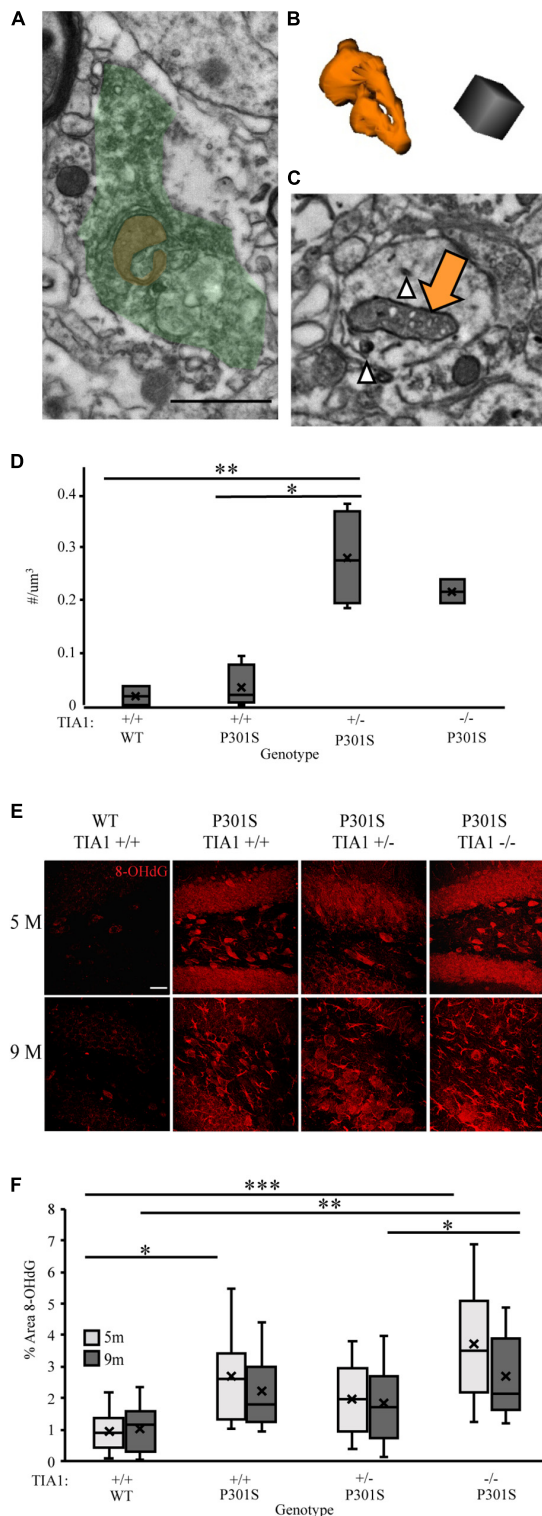 A
B
C
D
**
*
0.4
0.3
0.2
0.1
0
#/um³
TIA1: +/+ +/+ +/- -/-
WT P301S P301S P301S
Genotype
E
WT P301S P301S P301S
TIA1 +/+ TIA1 +/+ TIA1 +/- TIA1 -/-
8-OHdG
5 M
9 M
F
***
**
*
*
8
7
6
5
4
3
2
1
0
% Area 8-OHdG
5m
9m
TIA1: +/+ +/+ +/- -/-
WT P301S P301S P301S
Genotype